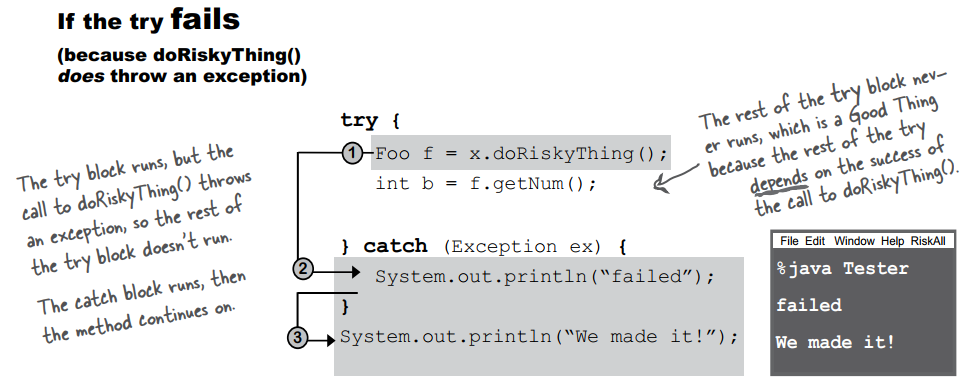 If the try fails
(because doRiskyThing()
does throw an exception)
The try block runs, but the
call to doRiskyThing() throws
an exception, so the rest of
the try block doesn't run.
The catch block runs, then
the method continues on.
try {
1 Foo f = x.doRiskyThing();
int b = f.getNum();
} catch (Exception ex) {
2 System.out.println(“failed”);
}
3 System.out.println(“We made it!”);
The rest of the try block nev-
er runs, which is a Good Thing
because the rest of the try
depends on the success of
the call to doRiskyThing().
File Edit Window Help RiskAll
%java Tester
failed
We made it!